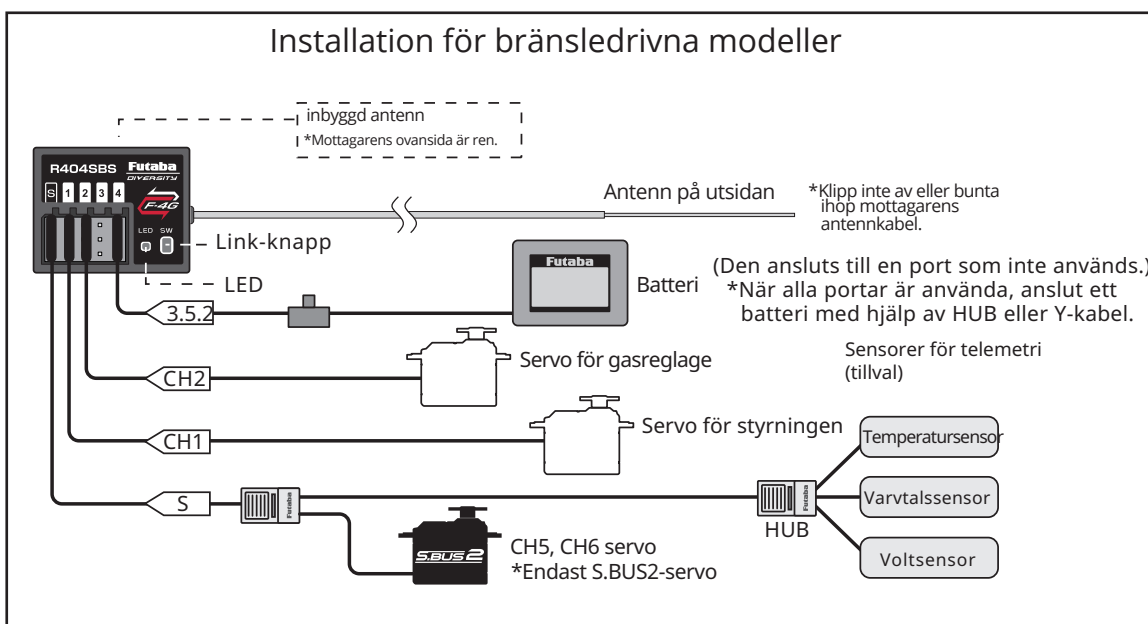 Installation för bränsledrivna modeller
inbyggd antenn
*Mottagarens ovansida är ren.
R404SBS Futaba
DIVERSITY
S 1 2 3 4
F-4G
LED SW
Link-knapp
LED
Antenn på utsidan
*Klipp inte av eller bunta
ihop mottagarens
antennkabel.
Futaba
Batteri
(Den ansluts till en port som inte används.)
*När alla portar är använda, anslut ett
batteri med hjälp av HUB eller Y-kabel.
3.5.2
Servo för gasreglage
CH2
Sensorer för telemetri
(tillval)
Servo för styrningen
CH1
Temperatursensor
S
Futaba
Futaba
HUB
Varvtalssensor
Voltsensor
S.BUS2
CH5, CH6 servo
*Endast S.BUS2-servo